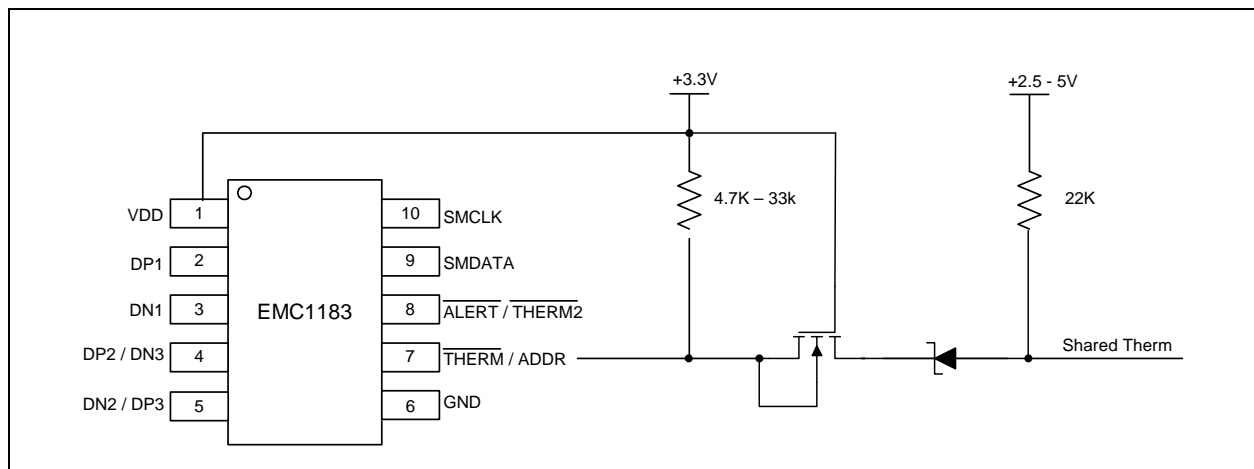 +3.3V
+2.5 - 5V
4.7K – 33k
22K
VDD
1
10
SMCLK
DP1
2
9
SMDATA
DN1
3
EMC1183
8
ALERT / THERM2
DP2 / DN3
4
7
THERM / ADDR
Shared Therm
DN2 / DP3
5
6
GND